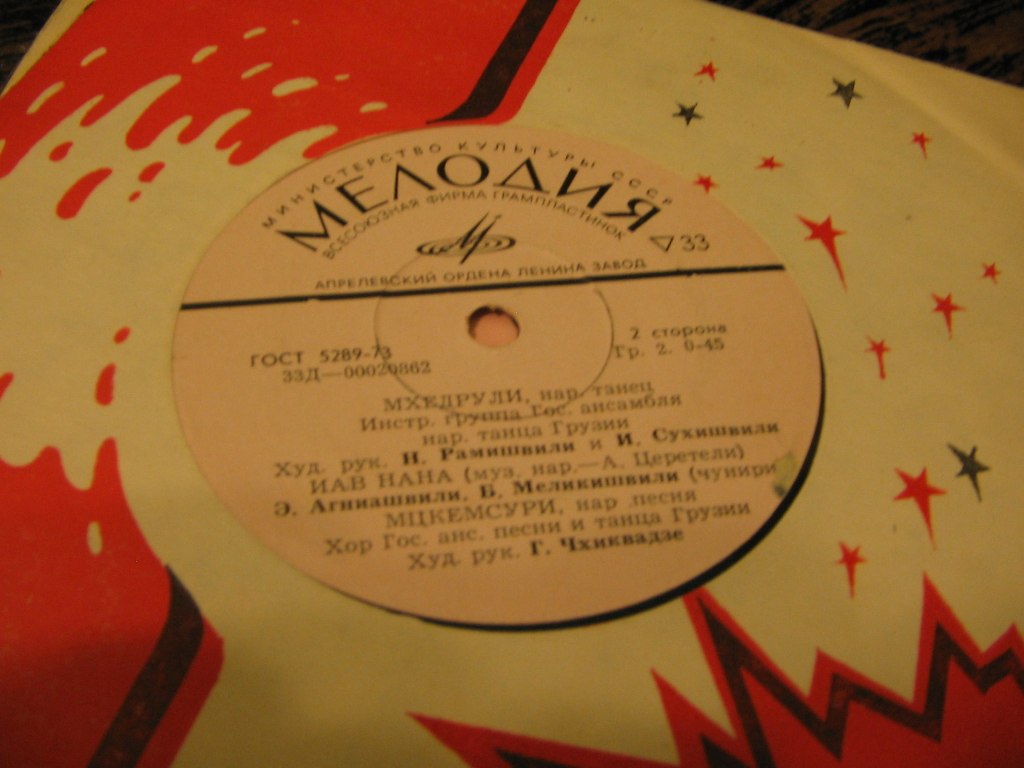 МИНИСТЕРСТВО КУЛЬТУРЫ СССР
МЕЛОДИЯ
ВСЕСОЮЗНАЯ ФИРМА ГРАМПЛАСТИНОК
33
АПРЕЛЕВСКИЙ ОРДЕНА ЛЕНИНА ЗАВОД
ГОСТ 5289-73
2 сторона
33Д—00020862
Гр. 2. 0-45
МХЕДРУЛИ, нар. танец
Инстр. группа Гос. ансамбля
нар. танца Грузии
Худ. рук. Н. Рамишвили и И. Сухишвили
ИАВ НАНА (муз. нар.—А. Церетели)
Э. Агниашвили, Б. Меликишвили (чунири
МЦКЕМСУРИ, нар. песня
Хор Гос. анс. песни и танца Грузии
Худ. рук. Г. Чхиквадзе